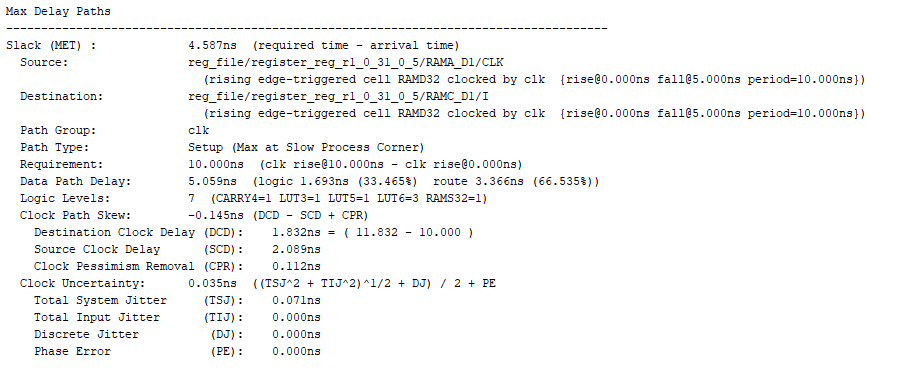 Max Delay Paths
--------------------------------------------------------------------------------------
Slack (MET) :             4.587ns  (required time - arrival time)
  Source:                 reg_file/register_reg_r1_0_31_0_5/RAMA_D1/CLK
                            (rising edge-triggered cell RAMD32 clocked by clk  {rise@0.000ns fall@5.000ns period=10.000ns})
  Destination:            reg_file/register_reg_r1_0_31_0_5/RAMC_D1/I
                            (rising edge-triggered cell RAMD32 clocked by clk  {rise@0.000ns fall@5.000ns period=10.000ns})
  Path Group:             clk
  Path Type:              Setup (Max at Slow Process Corner)
  Requirement:            10.000ns  (clk rise@10.000ns - clk rise@0.000ns)
  Data Path Delay:        5.059ns  (logic 1.693ns (33.465%)  route 3.366ns (66.535%))
  Logic Levels:           7  (CARRY4=1 LUT3=1 LUT5=1 LUT6=3 RAMS32=1)
  Clock Path Skew:        -0.145ns (DCD - SCD + CPR)
    Destination Clock Delay (DCD):    1.832ns = ( 11.832 - 10.000 )
    Source Clock Delay      (SCD):    2.089ns
    Clock Pessimism Removal (CPR):    0.112ns
  Clock Uncertainty:      0.035ns  ((TSJ^2 + TIJ^2)^1/2 + DJ) / 2 + PE
    Total System Jitter     (TSJ):    0.071ns
    Total Input Jitter      (TIJ):    0.000ns
    Discrete Jitter          (DJ):    0.000ns
    Phase Error              (PE):    0.000ns